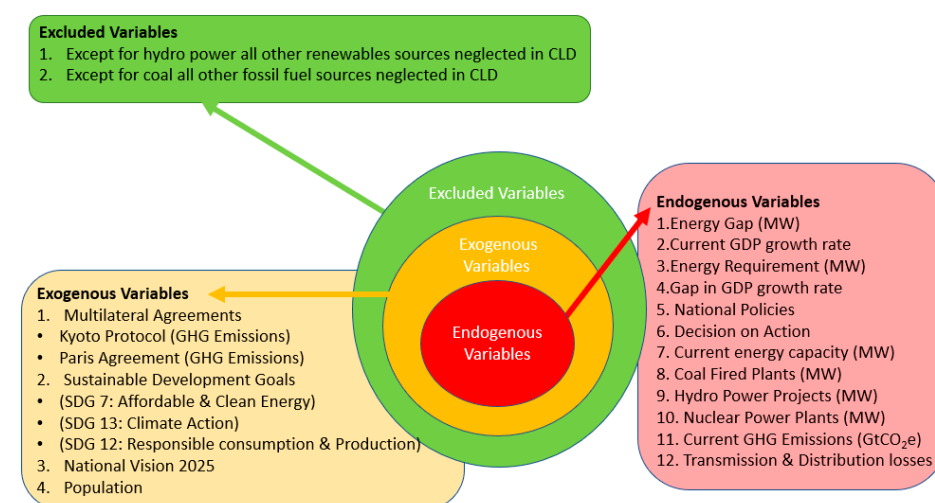 Excluded Variables
1. Except for hydro power all other renewables sources neglected in CLD
2. Except for coal all other fossil fuel sources neglected in CLD
Excluded Variables
Exogenous
Variables
Endogenous
Variables
Exogenous Variables
1. Multilateral Agreements
• Kyoto Protocol (GHG Emissions)
• Paris Agreement (GHG Emissions)
2. Sustainable Development Goals
• (SDG 7: Affordable & Clean Energy)
• (SDG 13: Climate Action)
• (SDG 12: Responsible consumption & Production)
3. National Vision 2025
4. Population
Endogenous Variables
1.Energy Gap (MW)
2.Current GDP growth rate
3.Energy Requirement (MW)
4.Gap in GDP growth rate
5. National Policies
6. Decision on Action
7. Current energy capacity (MW)
8. Coal Fired Plants (MW)
9. Hydro Power Projects (MW)
10. Nuclear Power Plants (MW)
11. Current GHG Emissions (GtCO₂e)
12. Transmission & Distribution losses